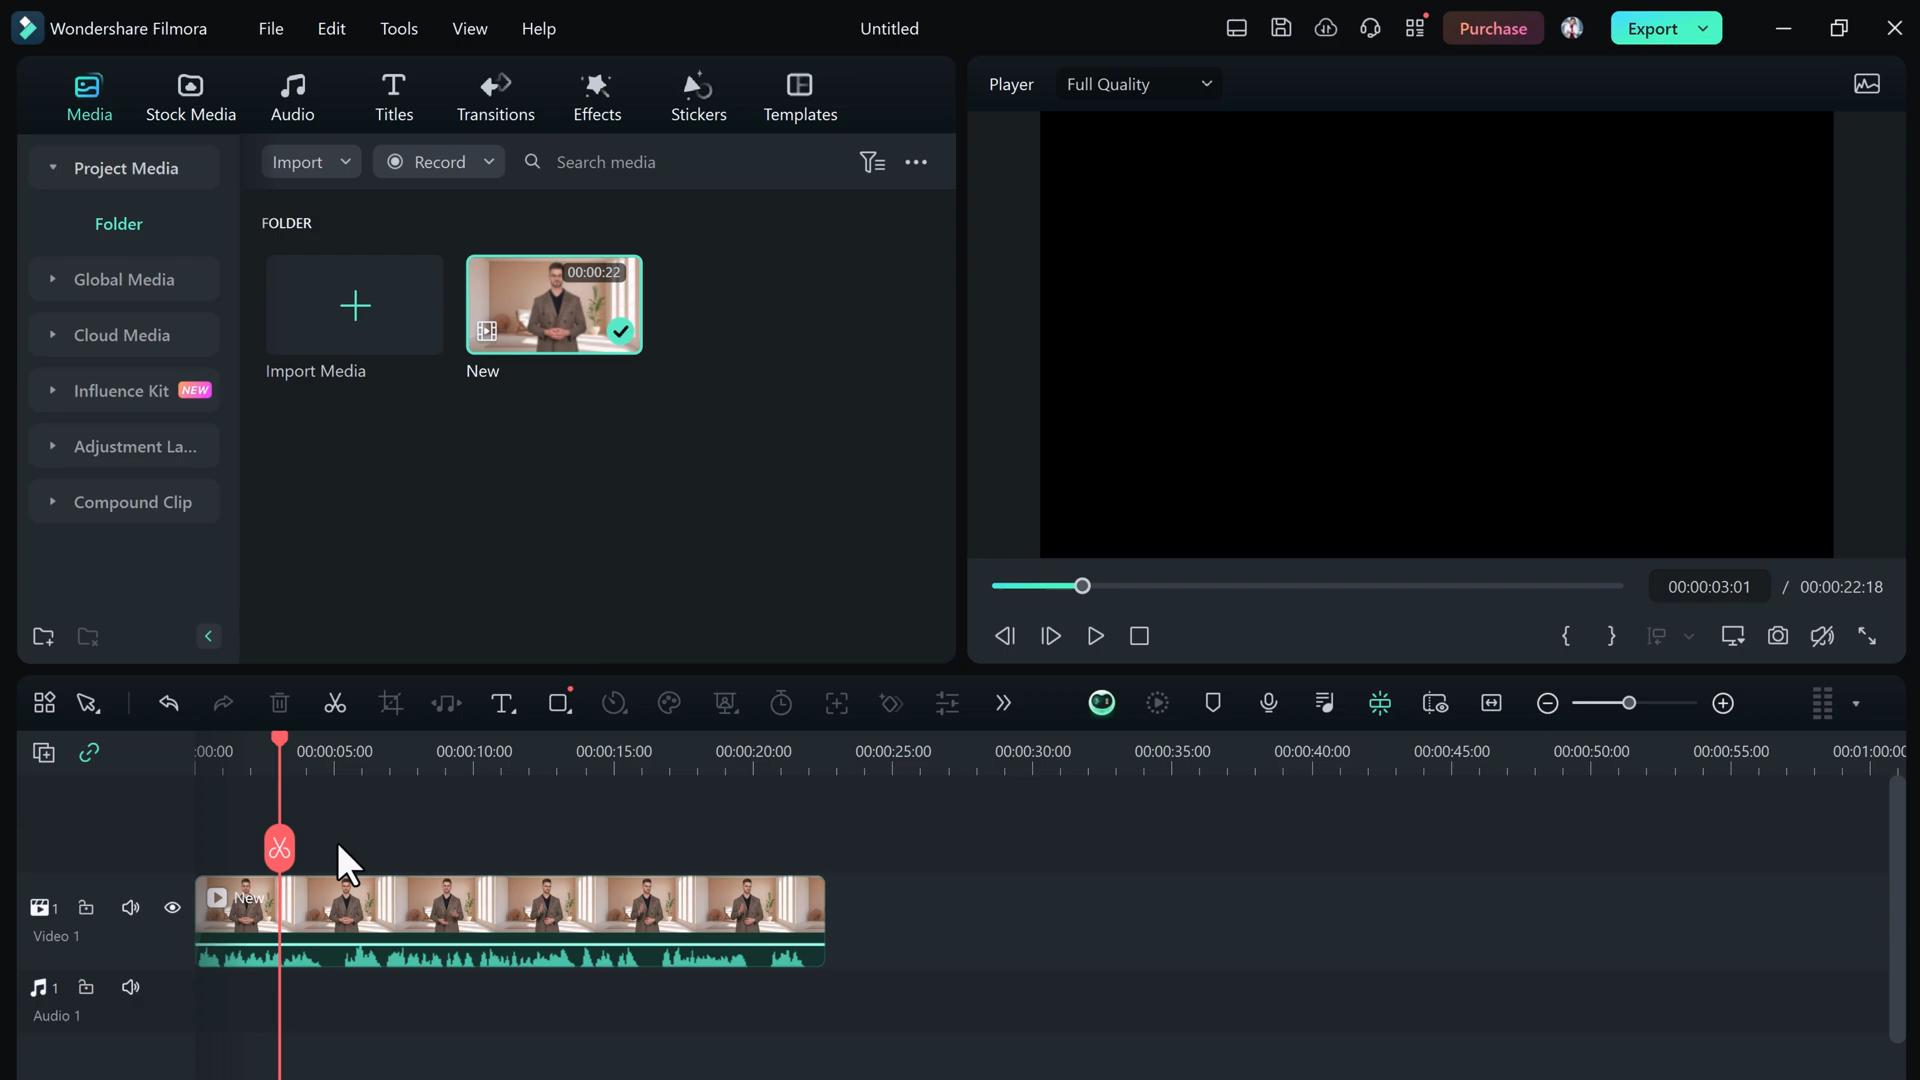 Wondershare Filmora
File
Edit
Tools
View
Help
Untitled
Purchase
Export
Media
Stock Media
Audio
Titles
Transitions
Effects
Stickers
Templates
Player
Full Quality
Project Media
Import
Record
Search media
Folder
FOLDER
Global Media
Cloud Media
Influence Kit NEW
Adjustment La...
Compound Clip
00:00:22
Import Media
New
00:00:03:01 / 00:00:22:18
:00:00
00:00:05:00
00:00:10:00
00:00:15:00
00:00:20:00
00:00:25:00
00:00:30:00
00:00:35:00
00:00:40:00
00:00:45:00
00:00:50:00
00:00:55:00
00:01:00:00
New
1
Video 1
1
Audio 1